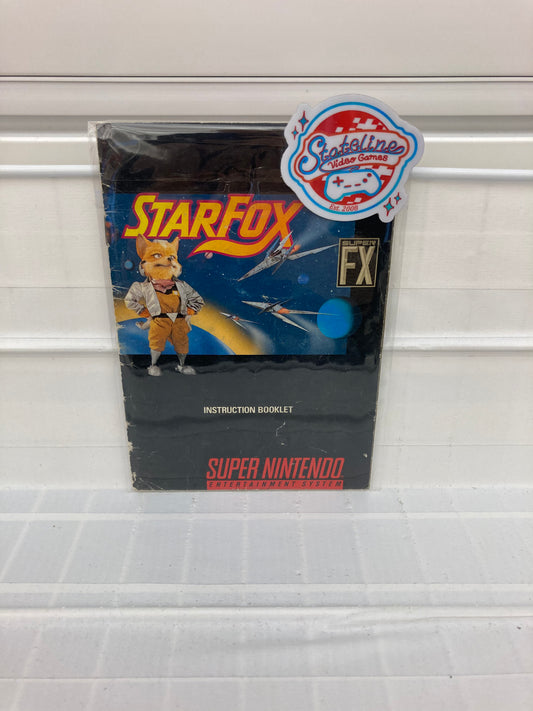 Stateline
Video Games
Est. 2008
STARFOX
SUPER
FX
INSTRUCTION BOOKLET
SUPER NINTENDO
ENTERTAINMENT SYSTEM